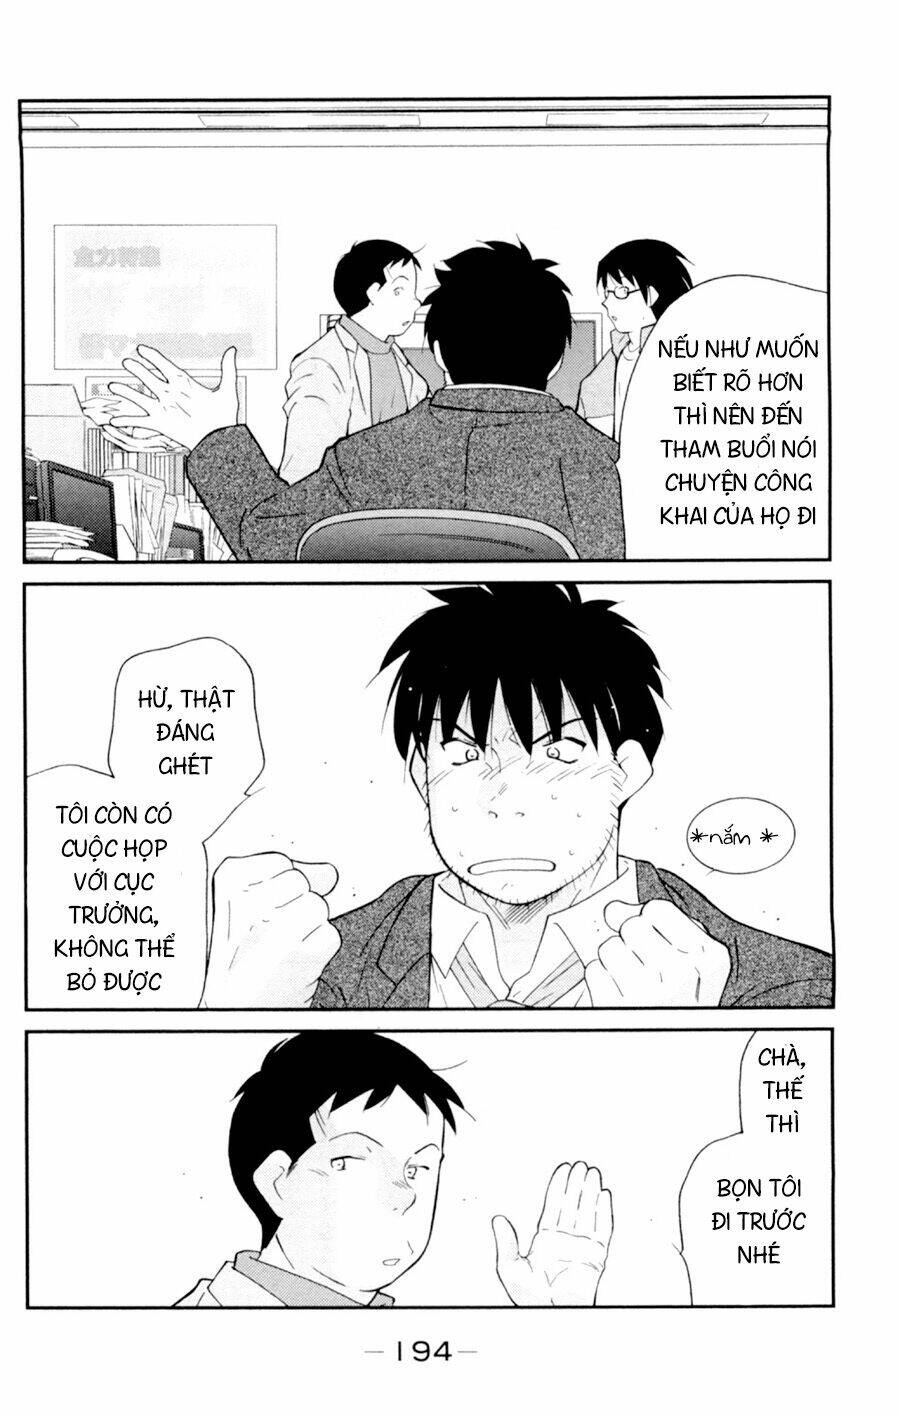 NẾU NHƯ MUỐN
BIẾT RÕ HƠN
THÌ NÊN ĐẾN
THAM BUỔI NÓI
CHUYỆN CÔNG
KHAI CỦA HỌ ĐI
HỪ, THẬT
ĐÁNG
GHÉT
TÔI CÒN CÓ
CUỘC HỌP
VỚI CỤC
TRƯỞNG,
KHÔNG THỂ
BỎ ĐƯỢC
*nắm *
CHÀ,
THẾ
THÌ
BỌN TÔI
ĐI TRƯỚC
NHÉ
— 194 —